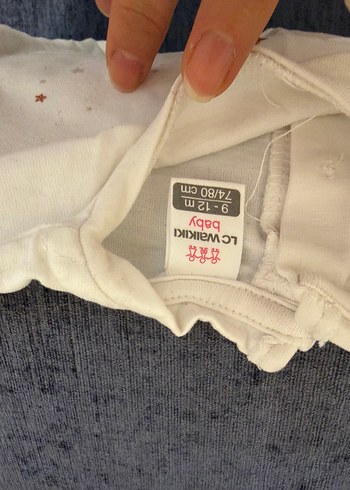 LC WAIKIKI
baby
9 - 12 m
74/80 cm